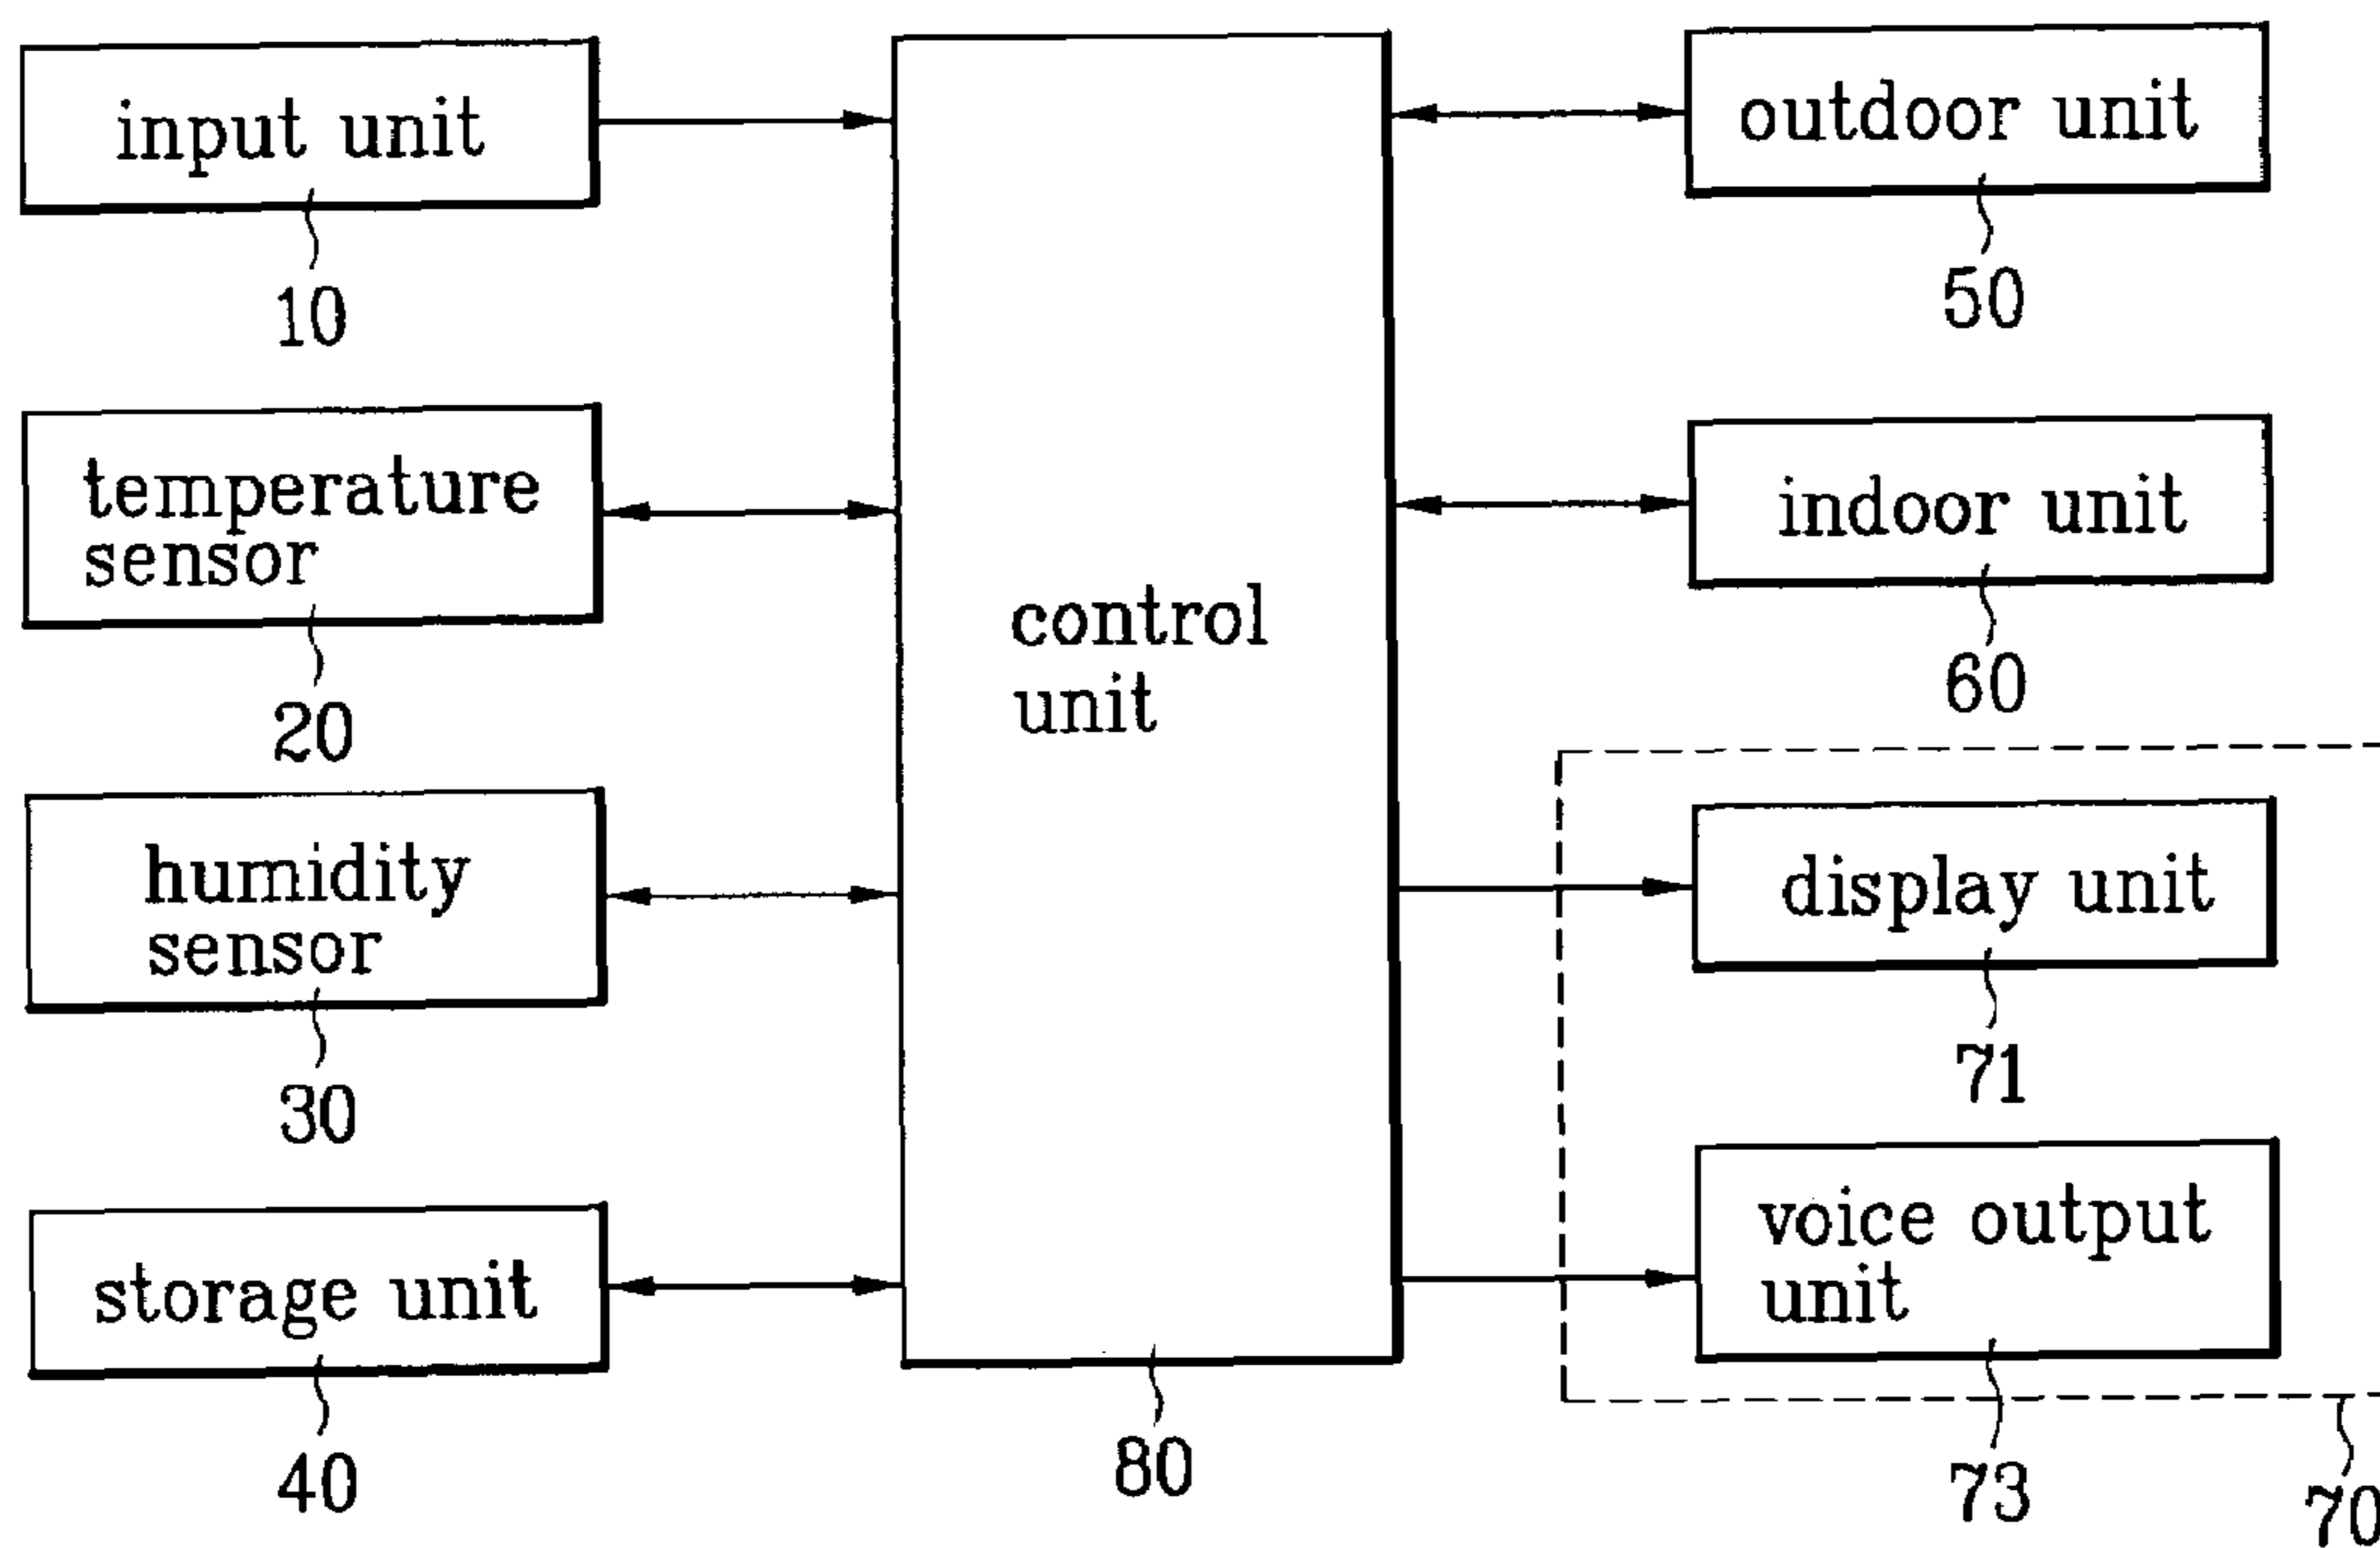 input unit
10
temperature
sensor
20
humidity
sensor
30
storage unit
40
control
unit
80
outdoor unit
50
indoor unit
60
display unit
71
voice output
unit
73
70